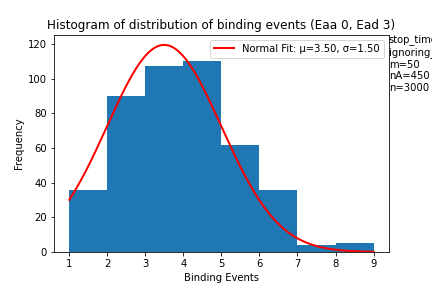 Histogram of distribution of binding events (Eaa 0, Ead 3)
Normal Fit: μ=3.50, σ=1.50
m=50
nA=450
n=3000
120
100
80
60
40
20
0
Frequency
1 2 3 4 5 6 7 8 9
Binding Events